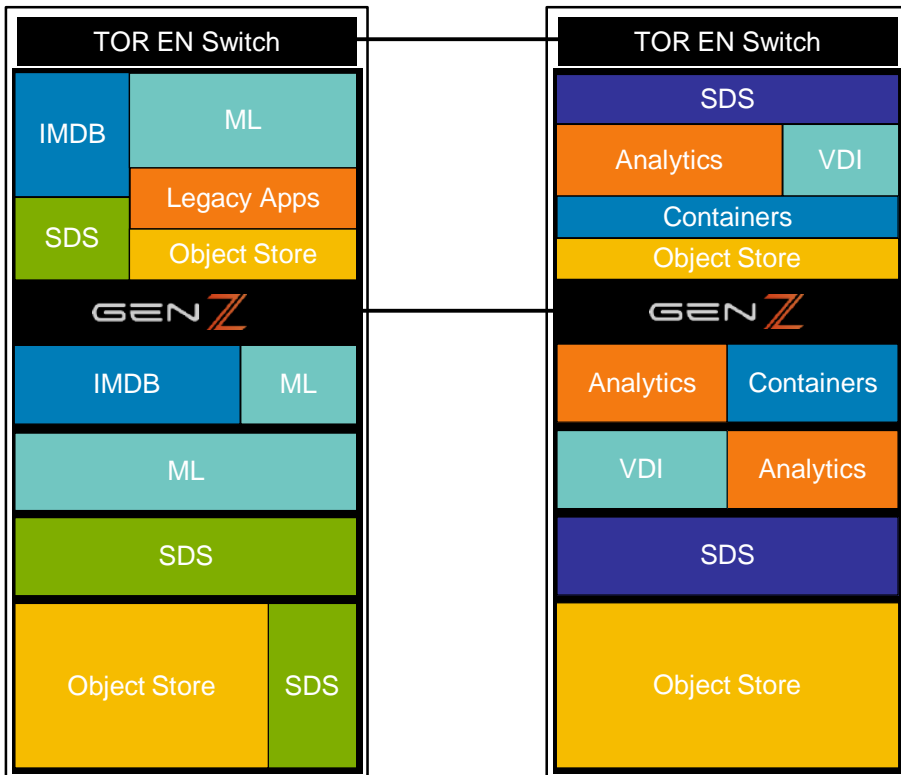 TOR EN Switch
IMDB
ML
Legacy Apps
SDS
Object Store
GEN Z
IMDB
ML
ML
SDS
Object Store
SDS
TOR EN Switch
SDS
Analytics
VDI
Containers
Object Store
GEN Z
Analytics
Containers
VDI
Analytics
SDS
Object Store